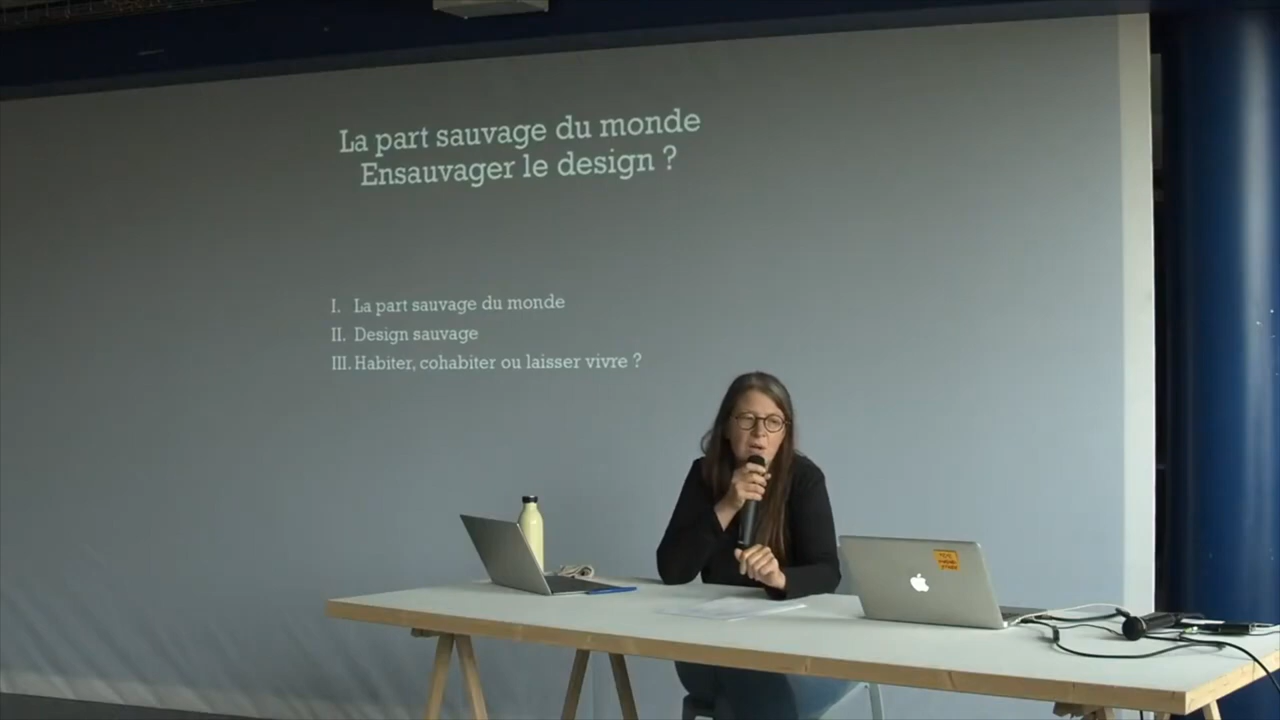 La part sauvage du monde
Ensauvager le design ?
I. La part sauvage du monde
II. Design sauvage
III. Habiter, cohabiter ou laisser vivre ?